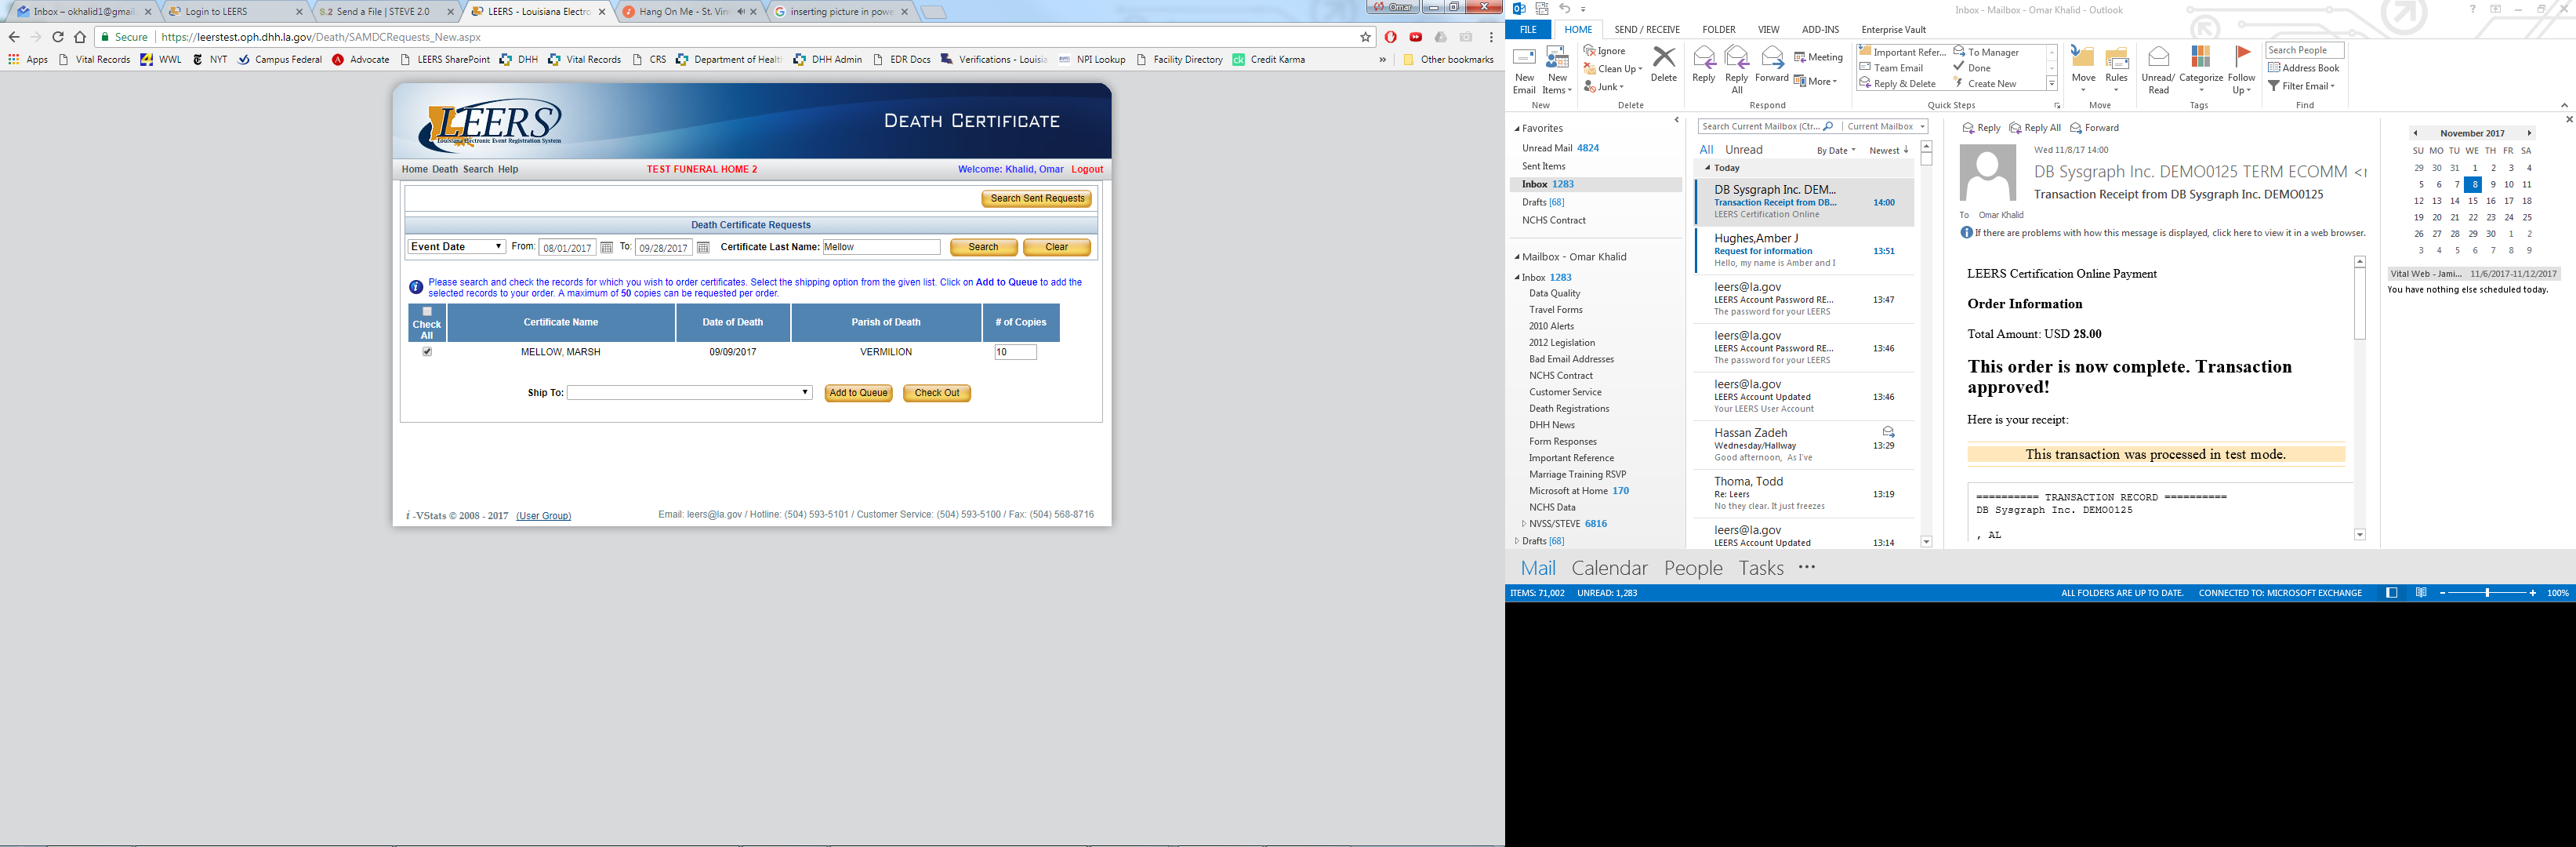 Inbox – okhalid1@gmail
Login to LEERS
S.2 Send a File | STEVE 2.0
LEERS - Louisiana Electro
Hang On Me - St. Vin
inserting picture in powe
Omar
Secure | https://leerstest.oph.dhh.la.gov/Death/SAMDCRequests_New.aspx
Apps Vital Records WWL NYT Campus Federal Advocate LEERS SharePoint DHH Vital Records CRS Department of Healt DHH Admin EDR Docs Verifications - Louisia NPI Lookup Facility Directory Credit Karma » Other bookmarks
LEERS
Louisiana Electronic Event Registration System
DEATH CERTIFICATE
Home Death Search Help TEST FUNERAL HOME 2 Welcome: Khalid, Omar Logout
Search Sent Requests
Death Certificate Requests
Event Date From: 08/01/2017 To: 09/28/2017 Certificate Last Name: Mellow Search Clear
Please search and check the records for which you wish to order certificates. Select the shipping option from the given list. Click on Add to Queue to add the
selected records to your order. A maximum of 50 copies can be requested per order.
Check All Certificate Name Date of Death Parish of Death # of Copies
MELLOW, MARSH 09/09/2017 VERMILION 10
Ship To: Add to Queue Check Out
i -VStats © 2008 - 2017 (User Group) Email: leers@la.gov / Hotline: (504) 593-5101 / Customer Service: (504) 593-5100 / Fax: (504) 568-8716
Inbox - Mailbox - Omar Khalid - Outlook
FILE HOME SEND / RECEIVE FOLDER VIEW ADD-INS Enterprise Vault
New Email
New Items
Ignore
Clean Up
Junk
Delete
Reply
Reply All
Forward
Meeting
More
Important Refer...
Team Email
Reply & Delete
To Manager
Done
Create New
Move
Rules
Unread/ Read
Categorize
Follow Up
Search People
Address Book
Filter Email
New Delete Respond Quick Steps Move Tags Find
Favorites
Unread Mail 4824
Sent Items
Inbox 1283
Drafts [68]
NCHS Contract
Mailbox - Omar Khalid
Inbox 1283
Data Quality
Travel Forms
2010 Alerts
2012 Legislation
Bad Email Addresses
NCHS Contract
Customer Service
Death Registrations
DHH News
Form Responses
Important Reference
Marriage Training RSVP
Microsoft at Home 170
NCHS Data
NVSS/STEVE 6816
Drafts [68]
Search Current Mailbox (Ctr... Current Mailbox
All Unread By Date Newest
Today
DB Sysgraph Inc. DEM...
Transaction Receipt from DB... 14:00
LEERS Certification Online
Hughes,Amber J
Request for information 13:51
Hello, my name is Amber and I
leers@la.gov
LEERS Account Password RE... 13:47
The password for your LEERS
leers@la.gov
LEERS Account Password RE... 13:46
The password for your LEERS
leers@la.gov
LEERS Account Updated 13:46
Your LEERS User Account
Hassan Zadeh
Wednesday/Hallway 13:29
Good afternoon, As I've
Thoma, Todd
Re: Leers 13:19
No they clear. It just freezes
leers@la.gov
LEERS Account Updated 13:14
Reply Reply All Forward
Wed 11/8/17 14:00
DB Sysgraph Inc. DEMO0125 TERM ECOMM <
Transaction Receipt from DB Sysgraph Inc. DEMO0125
To Omar Khalid
If there are problems with how this message is displayed, click here to view it in a web browser.
LEERS Certification Online Payment
Order Information
Total Amount: USD 28.00
This order is now complete. Transaction
approved!
Here is your receipt:
This transaction was processed in test mode.
========== TRANSACTION RECORD ==========
DB Sysgraph Inc. DEMO0125
, AL
November 2017
SU MO TU WE TH FR SA
29 30 31 1 2 3 4
5 6 7 8 9 10 11
12 13 14 15 16 17 18
19 20 21 22 23 24 25
26 27 28 29 30 1 2
3 4 5 6 7 8 9
Vital Web - Jami... 11/6/2017-11/12/2017
You have nothing else scheduled today.
Mail Calendar People Tasks ···
ITEMS: 71,002 UNREAD: 1,283 ALL FOLDERS ARE UP TO DATE. CONNECTED TO: MICROSOFT EXCHANGE 100%